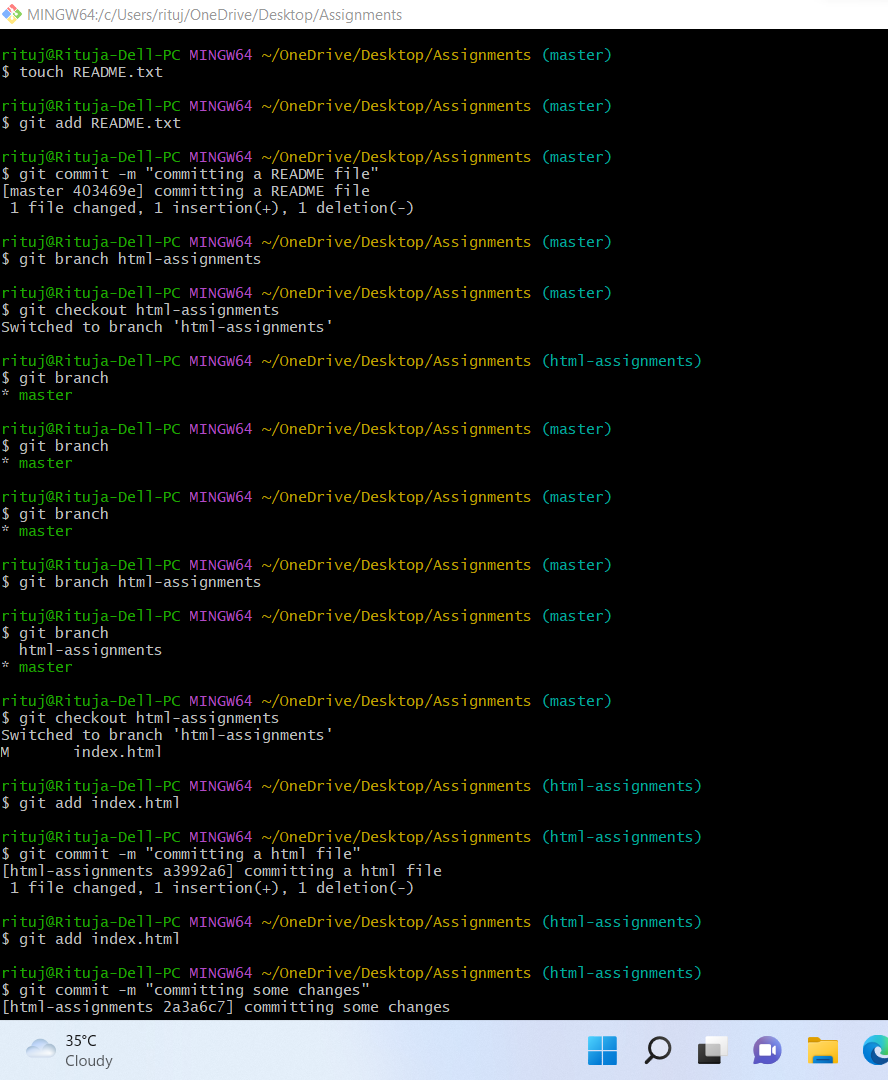 MINGW64:/c/Users/rituj/OneDrive/Desktop/Assignments
rituj@Rituja-Dell-PC MINGW64 ~/OneDrive/Desktop/Assignments (master)
$ touch README.txt
rituj@Rituja-Dell-PC MINGW64 ~/OneDrive/Desktop/Assignments (master)
$ git add README.txt
rituj@Rituja-Dell-PC MINGW64 ~/OneDrive/Desktop/Assignments (master)
$ git commit -m "committing a README file"
[master 403469e] committing a README file
 1 file changed, 1 insertion(+), 1 deletion(-)
rituj@Rituja-Dell-PC MINGW64 ~/OneDrive/Desktop/Assignments (master)
$ git branch html-assignments
rituj@Rituja-Dell-PC MINGW64 ~/OneDrive/Desktop/Assignments (master)
$ git checkout html-assignments
Switched to branch 'html-assignments'
rituj@Rituja-Dell-PC MINGW64 ~/OneDrive/Desktop/Assignments (html-assignments)
$ git branch
* master
rituj@Rituja-Dell-PC MINGW64 ~/OneDrive/Desktop/Assignments (master)
$ git branch
* master
rituj@Rituja-Dell-PC MINGW64 ~/OneDrive/Desktop/Assignments (master)
$ git branch
* master
rituj@Rituja-Dell-PC MINGW64 ~/OneDrive/Desktop/Assignments (master)
$ git branch html-assignments
rituj@Rituja-Dell-PC MINGW64 ~/OneDrive/Desktop/Assignments (master)
$ git branch
  html-assignments
* master
rituj@Rituja-Dell-PC MINGW64 ~/OneDrive/Desktop/Assignments (master)
$ git checkout html-assignments
Switched to branch 'html-assignments'
M       index.html
rituj@Rituja-Dell-PC MINGW64 ~/OneDrive/Desktop/Assignments (html-assignments)
$ git add index.html
rituj@Rituja-Dell-PC MINGW64 ~/OneDrive/Desktop/Assignments (html-assignments)
$ git commit -m "committing a html file"
[html-assignments a3992a6] committing a html file
 1 file changed, 1 insertion(+), 1 deletion(-)
rituj@Rituja-Dell-PC MINGW64 ~/OneDrive/Desktop/Assignments (html-assignments)
$ git add index.html
rituj@Rituja-Dell-PC MINGW64 ~/OneDrive/Desktop/Assignments (html-assignments)
$ git commit -m "committing some changes"
[html-assignments 2a3a6c7] committing some changes
35°C
Cloudy